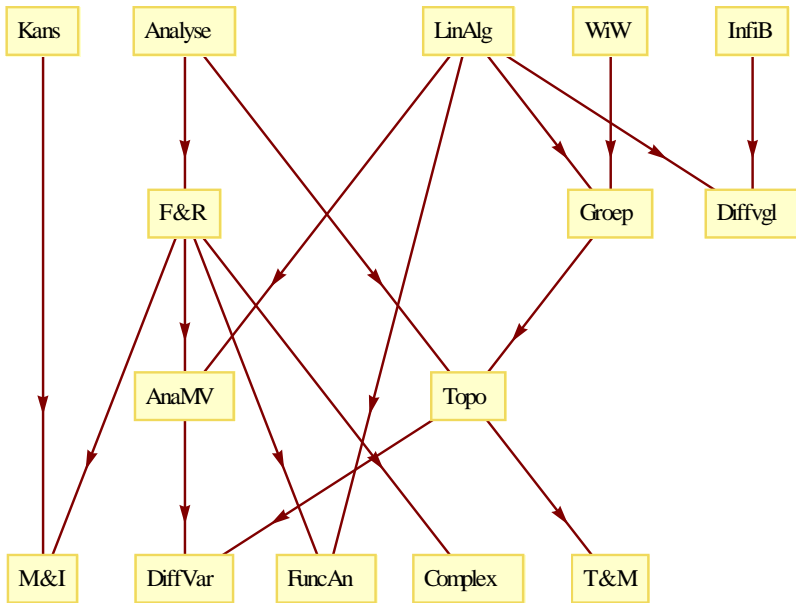 Kans
Analyse
LinAlg
WiW
InfiB
F&R
Groep
Diffvgl
AnaMV
Topo
M&I
DiffVar
FuncAn
Complex
T&M